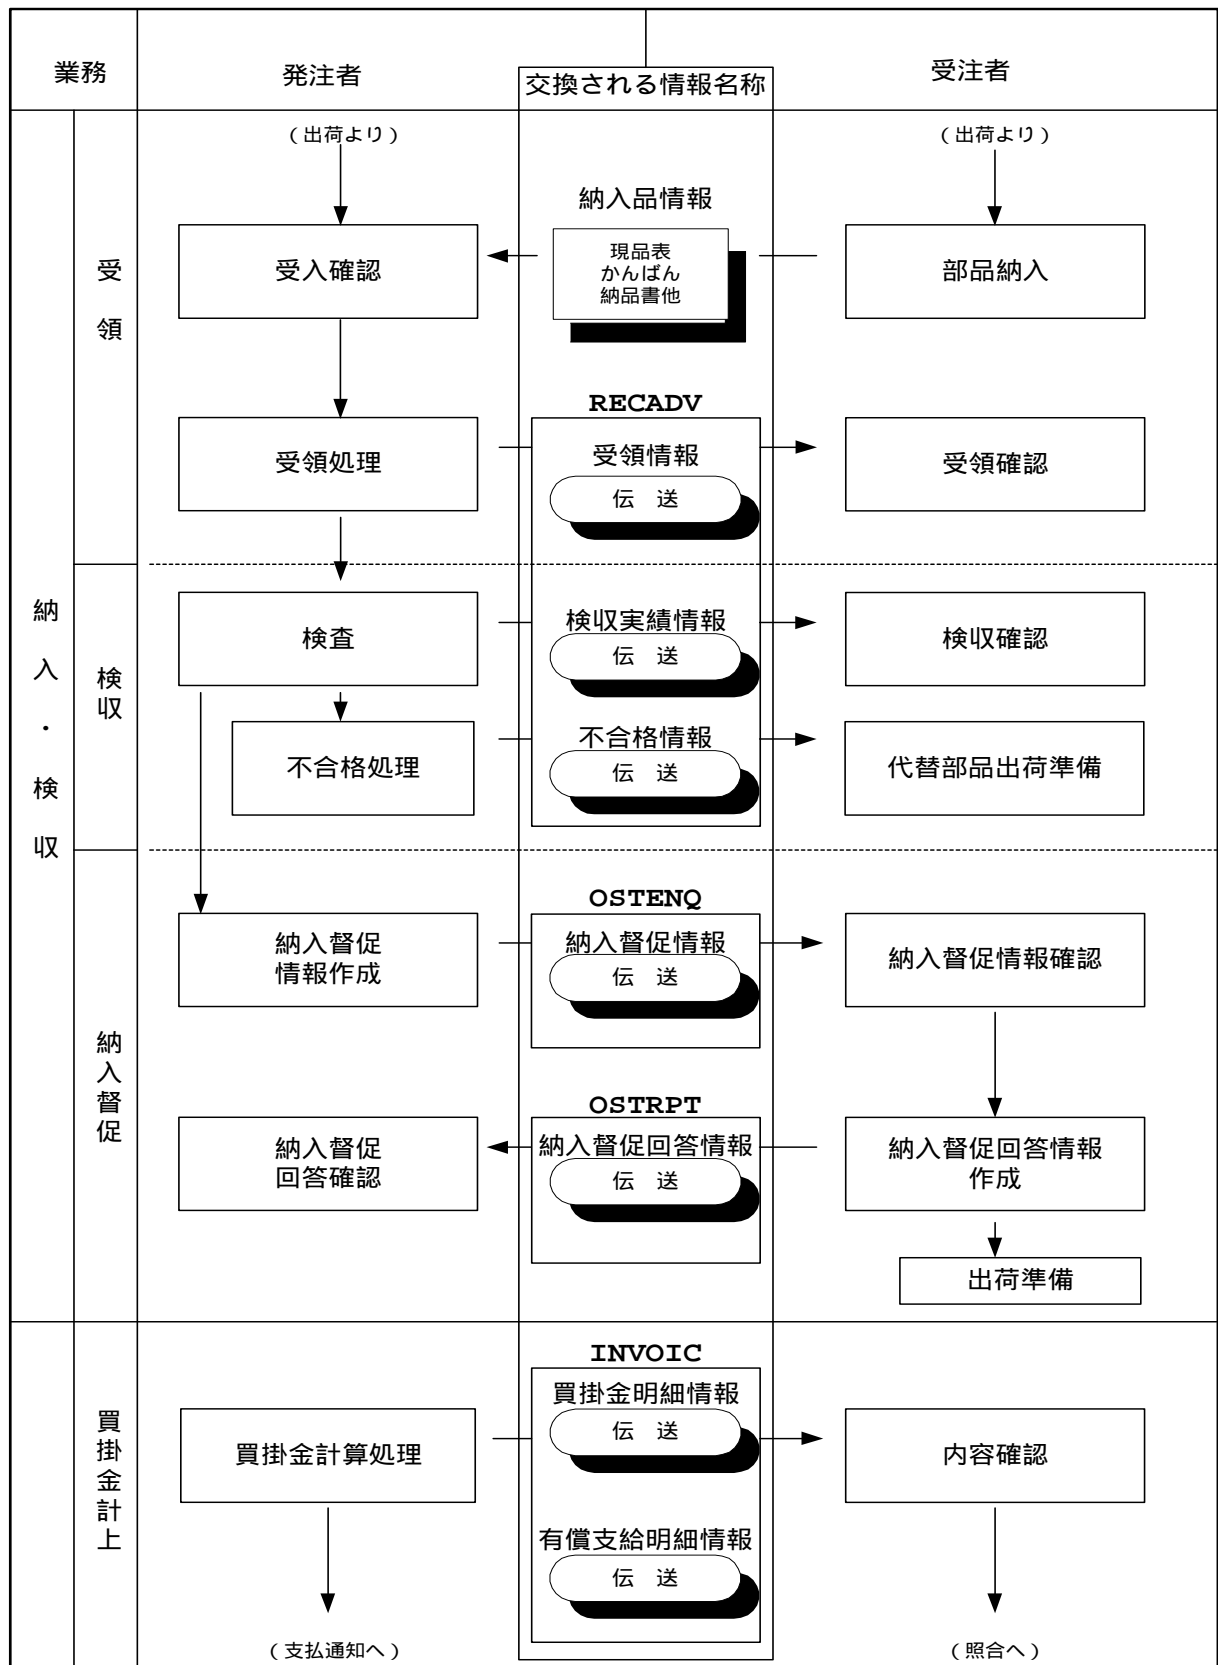 業務
発注者
交換される情報名称
受注者
納入・検収
受領
(出荷より)
(出荷より)
納入品情報
受入確認
現品表
かんばん
納品書他
部品納入
RECADV
受領処理
受領情報
伝 送
受領確認
検収
検査
検収実績情報
伝 送
検収確認
不合格処理
不合格情報
伝 送
代替部品出荷準備
納入督促
OSTENQ
納入督促
情報作成
納入督促情報
伝 送
納入督促情報確認
OSTRPT
納入督促
回答確認
納入督促回答情報
伝 送
納入督促回答情報
作成
出荷準備
買掛金計上
INVOIC
買掛金計算処理
買掛金明細情報
伝 送
内容確認
有償支給明細情報
伝 送
(支払通知へ)
(照合へ)